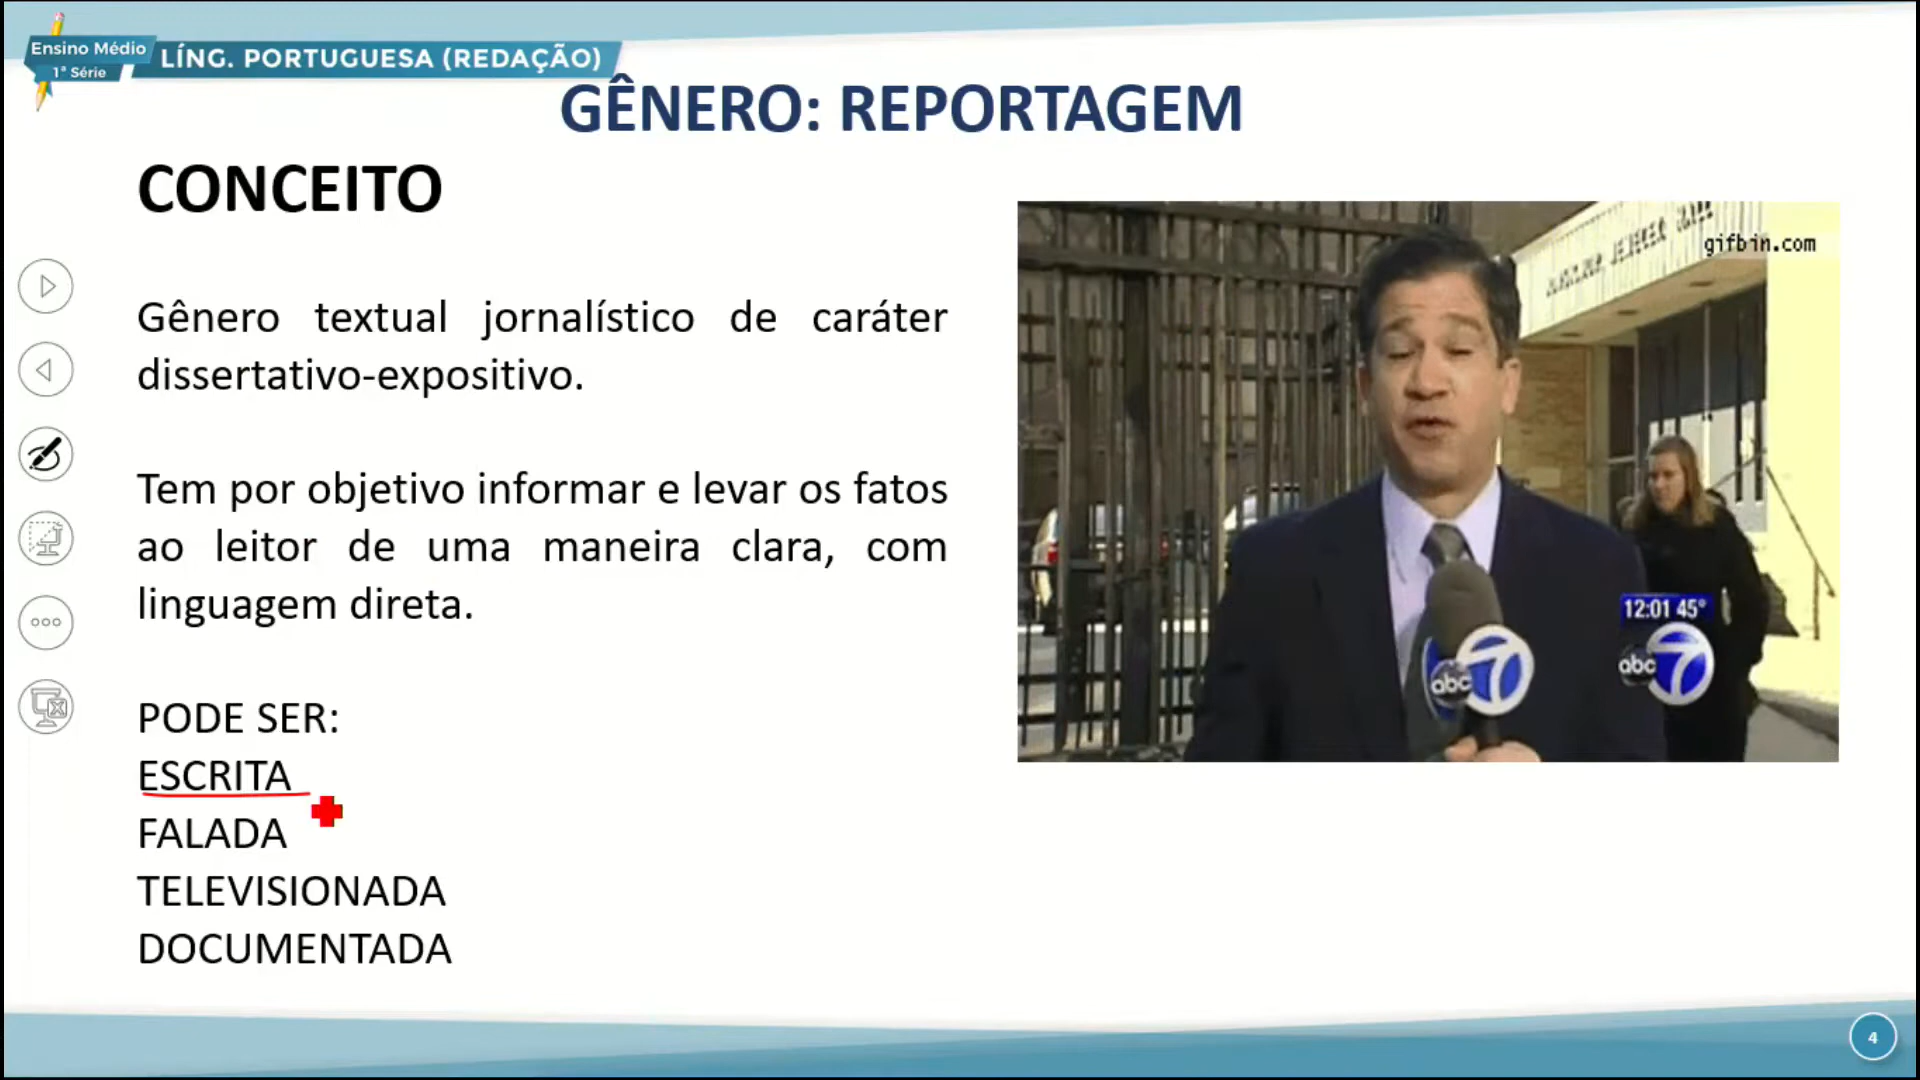 Ensino Médio
1ª Série
LÍNG. PORTUGUESA (REDAÇÃO)
GÊNERO: REPORTAGEM
CONCEITO
Gênero textual jornalístico de caráter
dissertativo-expositivo.
Tem por objetivo informar e levar os fatos
ao leitor de uma maneira clara, com
linguagem direta.
PODE SER:
ESCRITA
FALADA
TELEVISIONADA
DOCUMENTADA
gifbin.com
12:01 45°
abc 7
abc 7
4